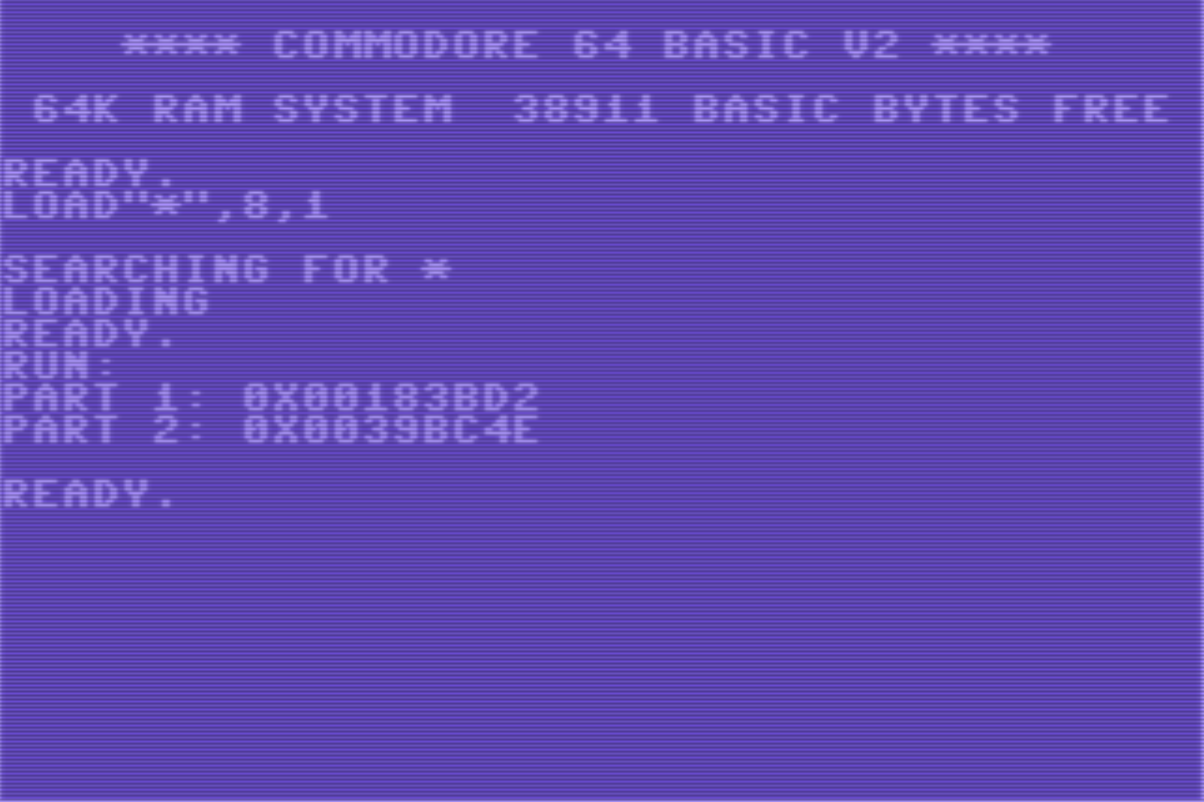 **** COMMODORE 64 BASIC V2 ****
64K RAM SYSTEM  38911 BASIC BYTES FREE
READY.
LOAD"*",8,1
SEARCHING FOR *
LOADING
READY.
RUN:
PART 1: 0X00183BD2
PART 2: 0X0039BC4E
READY.